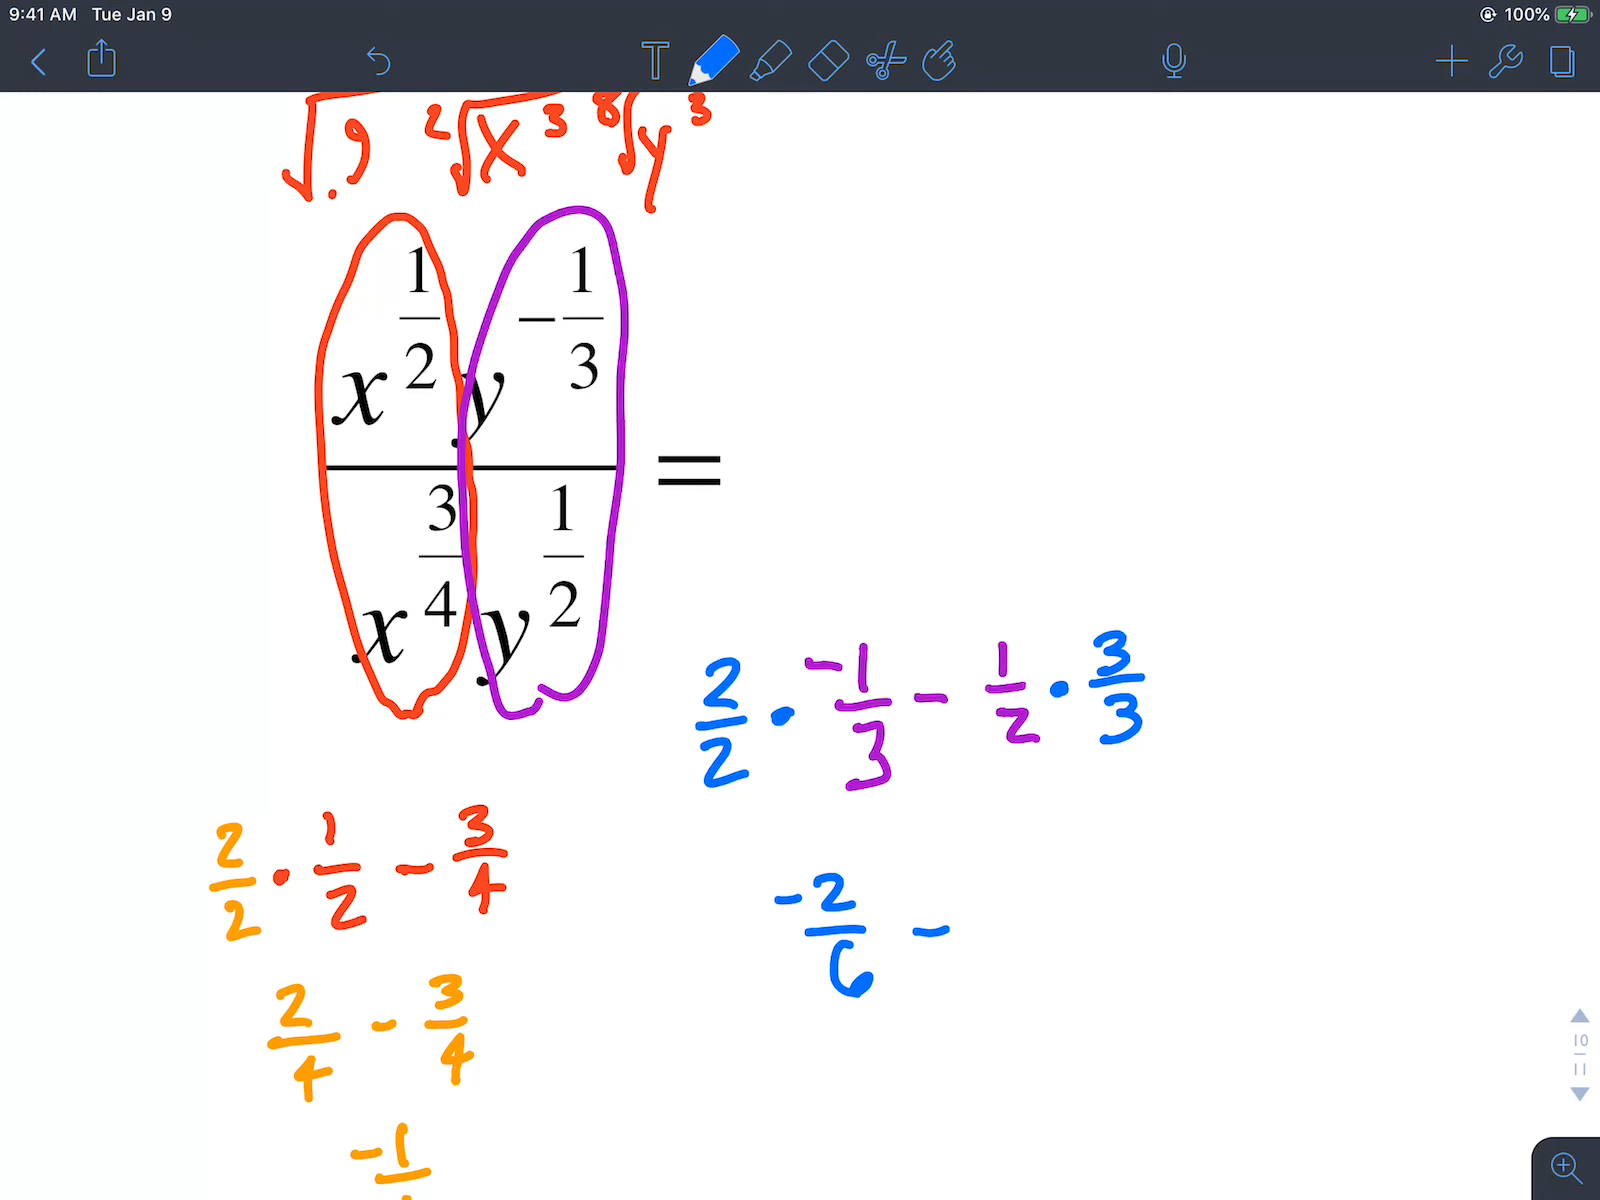 9:41 AM Tue Jan 9 100%
T
√.9 ²√x³ ⁸√y³
x^(1/2) y^(-1/3)
/ x^(3/4) y^(1/2) =
2/2 • -1/3 - 1/2 • 3/3
2/2 • 1/2 - 3/4
-2/6 -
2/4 - 3/4
-1/
10
11